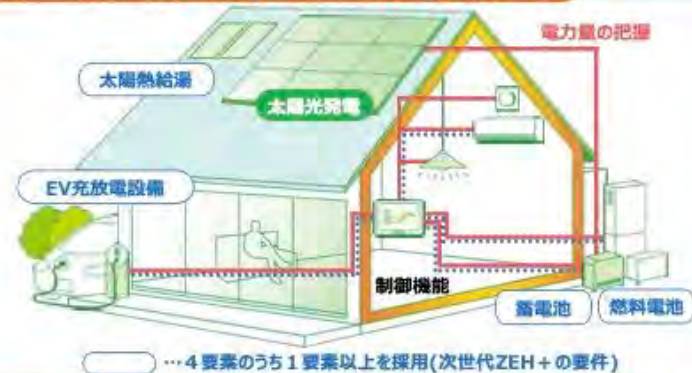 電力量の把握
太陽熱給湯
太陽光発電
EV充放電設備
制御機能
蓄電池
燃料電池
…4要素のうち1要素以上を採用(次世代ZEH+の要件)